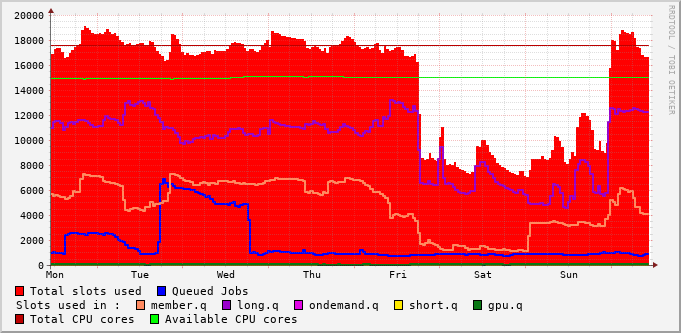 20000
18000
16000
14000
12000
10000
8000
6000
4000
2000
0
Mon Tue Wed Thu Fri Sat Sun
RRDTOOL / TOBI OETIKER
Total slots used Queued Jobs
Slots used in : member.q long.q ondemand.q short.q gpu.q
Total CPU cores Available CPU cores